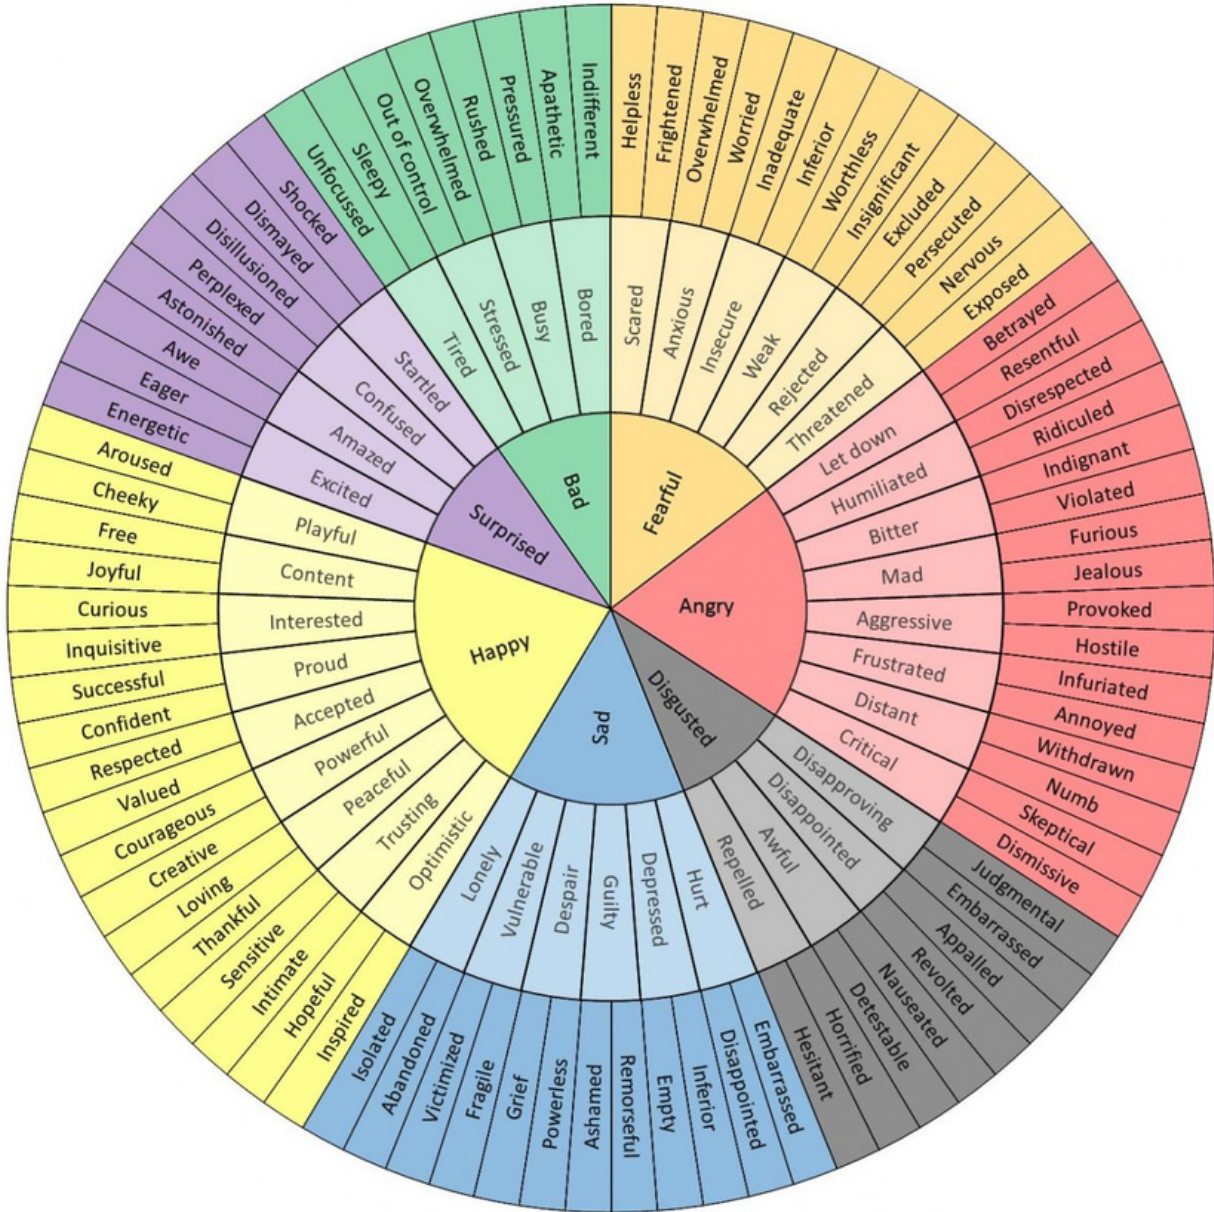 Fearful
Angry
Disgusted
Sad
Happy
Surprised
Bad
Scared
Anxious
Insecure
Weak
Rejected
Threatened
Let down
Humiliated
Bitter
Mad
Aggressive
Frustrated
Distant
Critical
Disapproving
Disappointed
Awful
Repelled
Hurt
Depressed
Guilty
Despair
Vulnerable
Lonely
Optimistic
Trusting
Peaceful
Powerful
Accepted
Proud
Interested
Content
Playful
Excited
Amazed
Confused
Startled
Tired
Stressed
Busy
Bored
Helpless
Frightened
Overwhelmed
Worried
Inadequate
Inferior
Worthless
Insignificant
Excluded
Persecuted
Nervous
Exposed
Betrayed
Resentful
Disrespected
Ridiculed
Indignant
Violated
Furious
Jealous
Provoked
Hostile
Infuriated
Annoyed
Withdrawn
Numb
Skeptical
Dismissive
Judgmental
Embarrassed
Appalled
Revolted
Nauseated
Detestable
Horrified
Hesitant
Embarrassed
Disappointed
Inferior
Empty
Remorseful
Ashamed
Powerless
Grief
Fragile
Victimized
Abandoned
Isolated
Inspired
Hopeful
Intimate
Sensitive
Thankful
Loving
Creative
Courageous
Valued
Respected
Confident
Successful
Inquisitive
Curious
Joyful
Free
Cheeky
Aroused
Energetic
Eager
Awe
Astonished
Perplexed
Disillusioned
Dismayed
Shocked
Unfocussed
Sleepy
Out of control
Overwhelmed
Rushed
Pressured
Apathetic
Indifferent